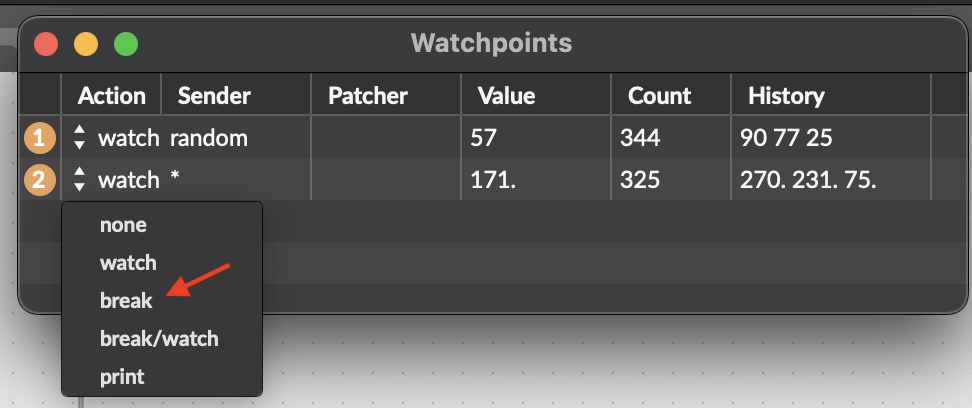 Watchpoints
Action Sender Patcher Value Count History
1 watch random 57 344 90 77 25
2 watch * 171. 325 270. 231. 75.
none
watch
break
break/watch
print